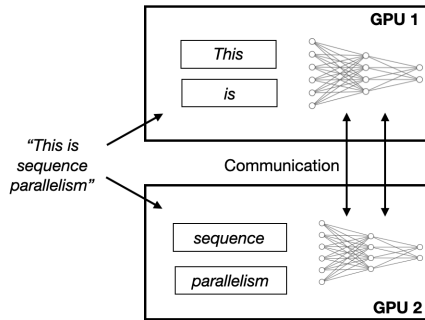 GPU 1
This
is
“This is
sequence
parallelism”
Communication
sequence
parallelism
GPU 2